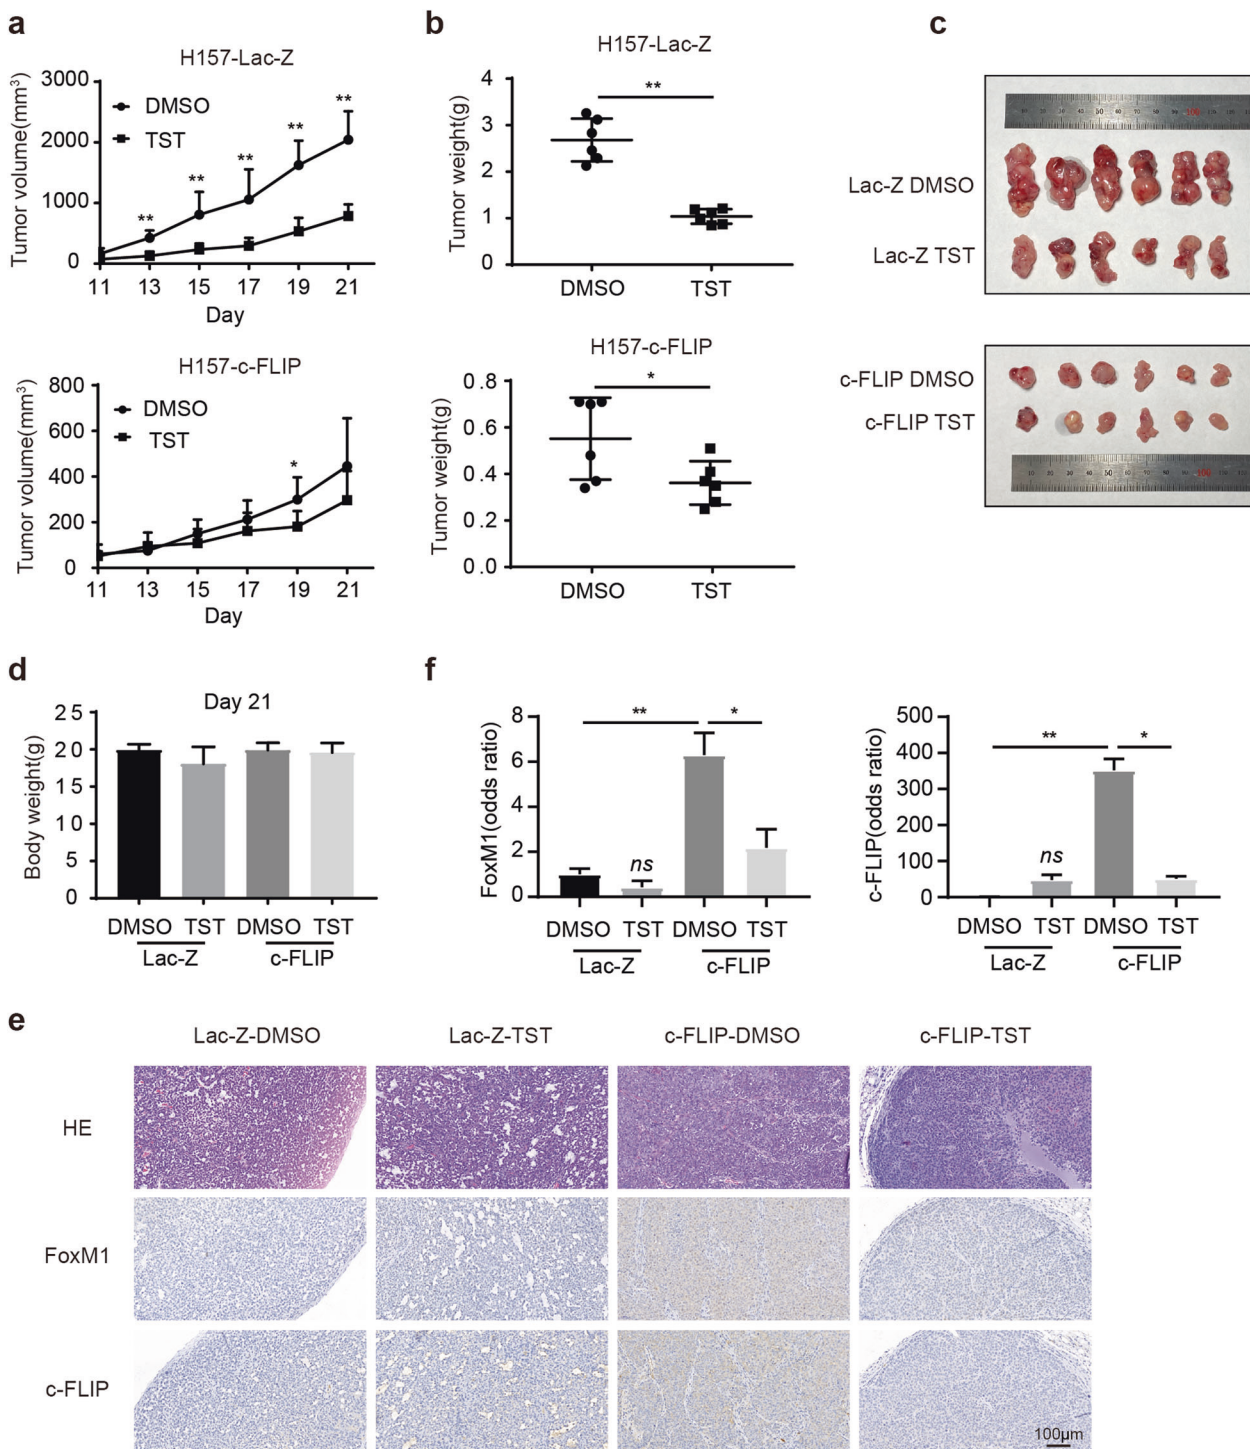 a
H157-Lac-Z
Tumor volume(mm³)
3000
2000
1000
0
DMSO
TST
**
**
**
**
**
11 13 15 17 19 21
Day
H157-c-FLIP
Tumor volume(mm³)
800
600
400
200
0
DMSO
TST
*
11 13 15 17 19 21
Day
b
H157-Lac-Z
Tumor weight(g)
4
3
2
1
0
**
DMSO TST
H157-c-FLIP
Tumor weight(g)
0.8
0.6
0.4
0.2
0.0
*
DMSO TST
c
Lac-Z DMSO
Lac-Z TST
c-FLIP DMSO
c-FLIP TST
d
Day 21
Body weight(g)
25
20
15
10
5
0
DMSO TST DMSO TST
Lac-Z c-FLIP
f
FoxM1(odds ratio)
8
6
4
2
0
** *
ns
DMSO TST DMSO TST
Lac-Z c-FLIP
c-FLIP(odds ratio)
500
400
300
200
100
0
** *
ns
DMSO TST DMSO TST
Lac-Z c-FLIP
e
Lac-Z-DMSO Lac-Z-TST c-FLIP-DMSO c-FLIP-TST
HE
FoxM1
c-FLIP
100μm